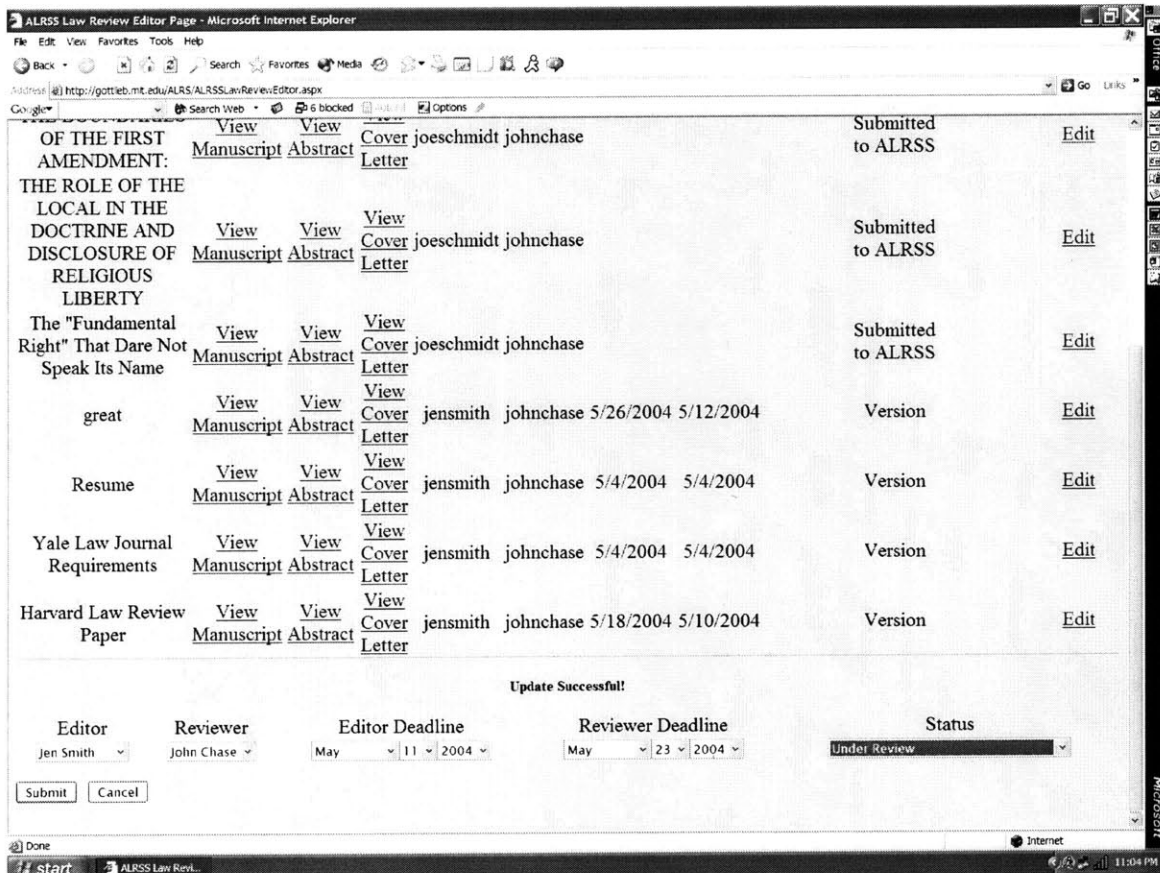 ALRSS Law Review Editor Page - Microsoft Internet Explorer
File Edit View Favorites Tools Help
Back Search Favorites Media
Address http://gottleb.mit.edu/ALRS/ALRSSLawReviewEditor.aspx Go Links
Google Search Web 6 blocked Options
THE BOUNDARIES
OF THE FIRST
AMENDMENT:
View
Manuscript
View
Abstract
View
Cover
Letter
joeschmidt johnchase
Submitted
to ALRSS
Edit
THE ROLE OF THE
LOCAL IN THE
DOCTRINE AND
DISCLOSURE OF
RELIGIOUS
LIBERTY
View
Manuscript
View
Abstract
View
Cover
Letter
joeschmidt johnchase
Submitted
to ALRSS
Edit
The "Fundamental
Right" That Dare Not
Speak Its Name
View
Manuscript
View
Abstract
View
Cover
Letter
joeschmidt johnchase
Submitted
to ALRSS
Edit
great
View
Manuscript
View
Abstract
View
Cover
Letter
jensmith johnchase 5/26/2004 5/12/2004 Version Edit
Resume
View
Manuscript
View
Abstract
View
Cover
Letter
jensmith johnchase 5/4/2004 5/4/2004 Version Edit
Yale Law Journal
Requirements
View
Manuscript
View
Abstract
View
Cover
Letter
jensmith johnchase 5/4/2004 5/4/2004 Version Edit
Harvard Law Review
Paper
View
Manuscript
View
Abstract
View
Cover
Letter
jensmith johnchase 5/18/2004 5/10/2004 Version Edit
Update Successful!
Editor Reviewer Editor Deadline Reviewer Deadline Status
Jen Smith John Chase May 11 2004 May 23 2004 Under Review
Submit Cancel
Done Internet
start ALRSS Law Revi... 11:04 PM
Office
Microsoft